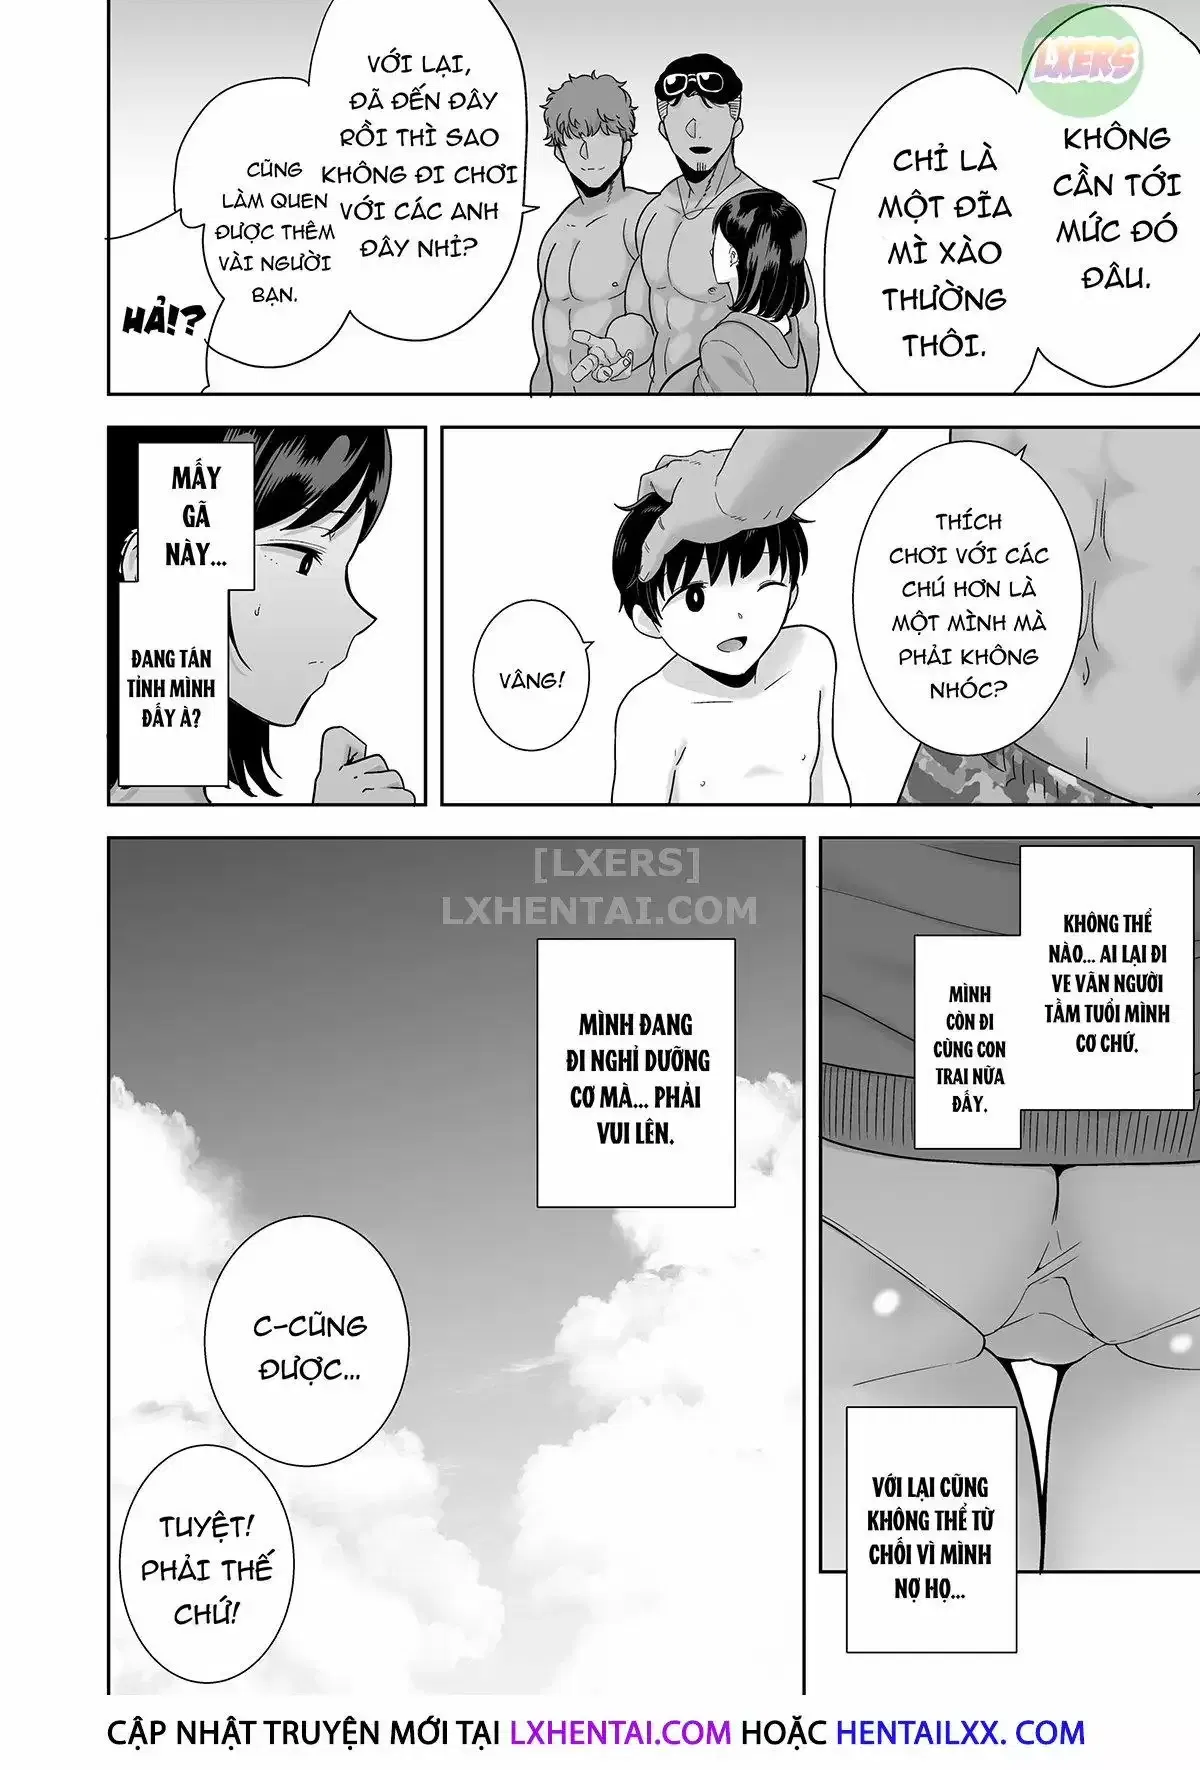 LXERS
KHÔNG
CẦN TỚI
MỨC ĐÓ
ĐÂU.
CHỈ LÀ
MỘT ĐĨA
MÌ XÀO
THƯỜNG
THÔI.
VỚI LẠI,
ĐÃ ĐẾN ĐÂY
RỒI THÌ SAO
KHÔNG ĐI CHƠI
VỚI CÁC ANH
ĐÂY NHỈ?
CŨNG
LÀM QUEN
ĐƯỢC THÊM
VÀI NGƯỜI
BẠN.
HẢ!?
THÍCH
CHƠI VỚI CÁC
CHÚ HƠN LÀ
MỘT MÌNH MÀ
PHẢI KHÔNG
NHÓC?
VÂNG!
MẤY
GÃ
NÀY...
ĐANG TÁN
TỈNH MÌNH
ĐẤY À?
KHÔNG THỂ
NÀO... AI LẠI ĐI
VE VÃN NGƯỜI
TẦM TUỔI MÌNH
CƠ CHỨ.
MÌNH
CÒN ĐI
CÙNG CON
TRAI NỮA
ĐẤY.
VỚI LẠI CŨNG
KHÔNG THỂ TỪ
CHỐI VÌ MÌNH
NỢ HỌ...
[LXERS]
LXHENTAI.COM
MÌNH ĐANG
ĐI NGHỈ DƯỠNG
CƠ MÀ... PHẢI
VUI LÊN.
C-CŨNG
ĐƯỢC...
TUYỆT!
PHẢI THẾ
CHỨ!
CẬP NHẬT TRUYỆN MỚI TẠI LXHENTAI.COM HOẶC HENTAILXX. COM